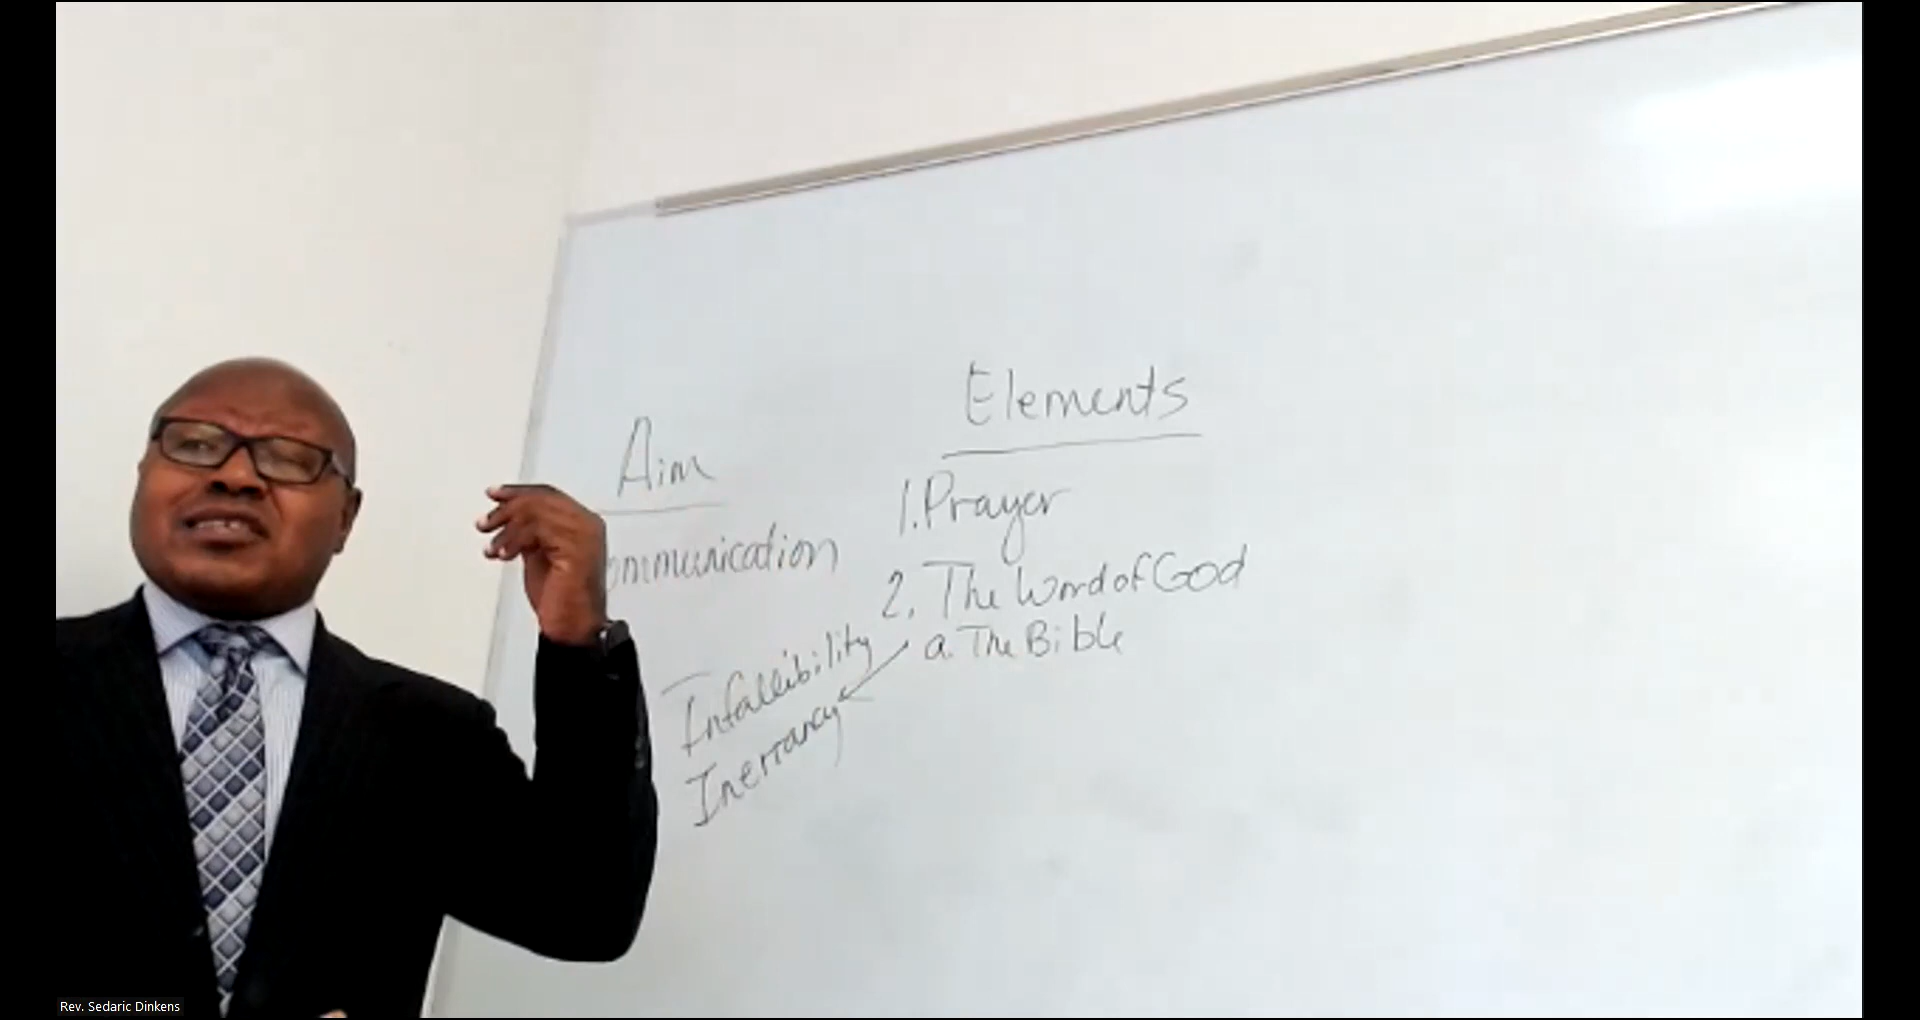 Aim
ommunication
Elements
1. Prayer
2. The Word of God
a. The Bible
Infallibility
Inerrancy
Rev. Sedaric Dinkens